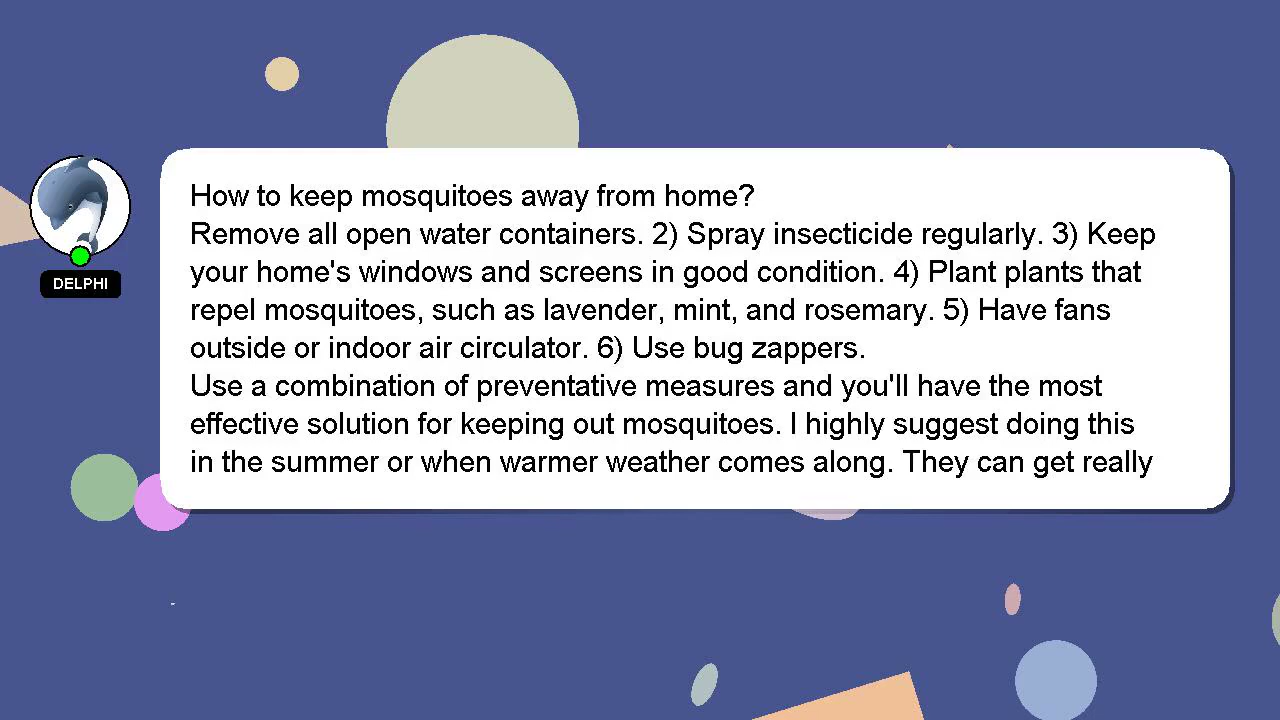 How to keep mosquitoes away from home?
Remove all open water containers. 2) Spray insecticide regularly. 3) Keep
your home's windows and screens in good condition. 4) Plant plants that
repel mosquitoes, such as lavender, mint, and rosemary. 5) Have fans
outside or indoor air circulator. 6) Use bug zappers.
Use a combination of preventative measures and you'll have the most
effective solution for keeping out mosquitoes. I highly suggest doing this
in the summer or when warmer weather comes along. They can get really
DELPHI